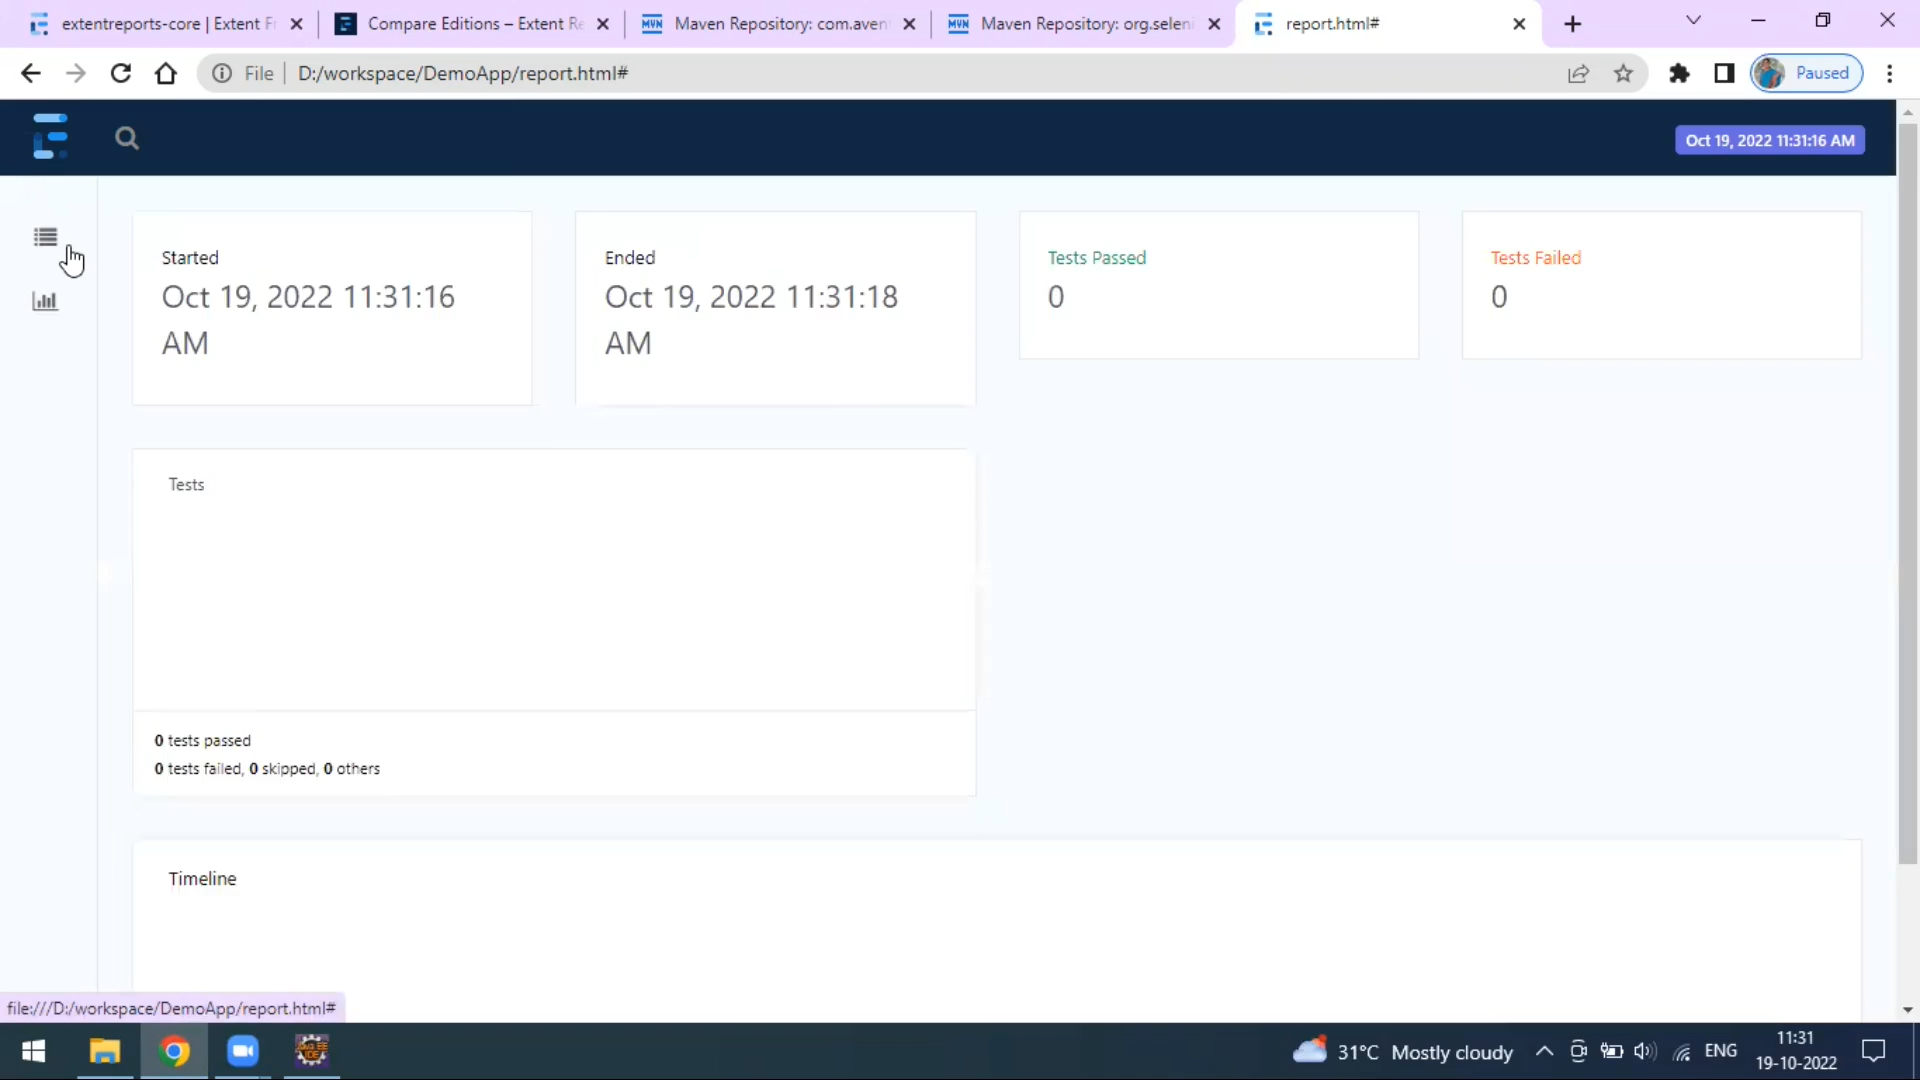 extentreports-core | Extent F
Compare Editions – Extent Re
MVN Maven Repository: com.aven
MVN Maven Repository: org.seleni
report.html#
File D:/workspace/DemoApp/report.html#
Paused
Oct 19, 2022 11:31:16 AM
Started
Oct 19, 2022 11:31:16
AM
Ended
Oct 19, 2022 11:31:18
AM
Tests Passed
0
Tests Failed
0
Tests
0 tests passed
0 tests failed, 0 skipped, 0 others
Timeline
file:///D:/workspace/DemoApp/report.html#
31°C Mostly cloudy
ENG
11:31
19-10-2022